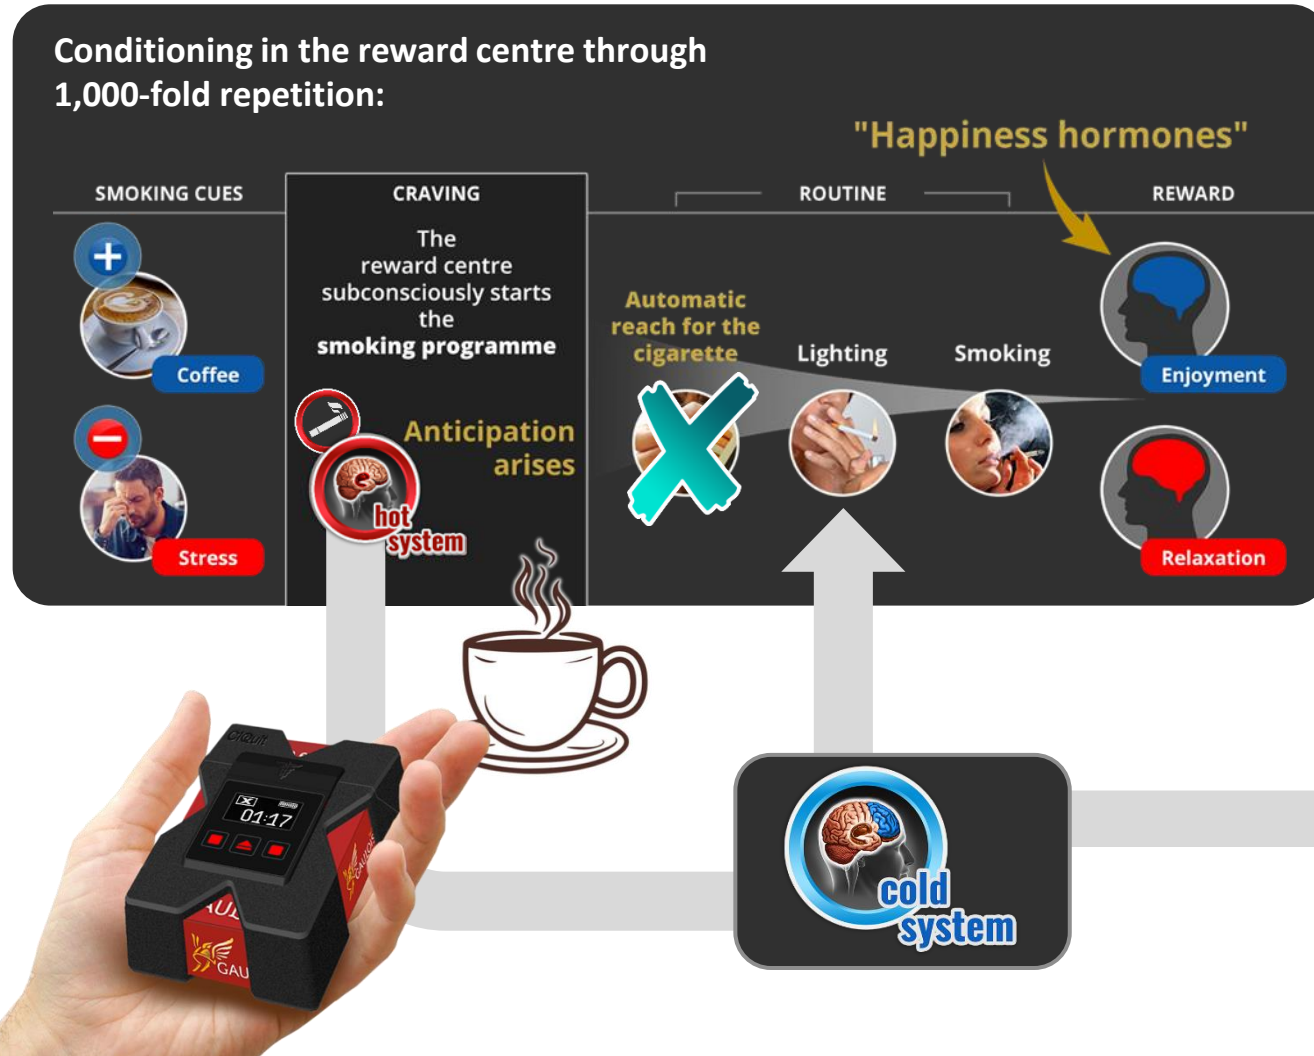 Conditioning in the reward centre through
1,000-fold repetition:
"Happiness hormones"
SMOKING CUES
CRAVING
ROUTINE
REWARD
The
reward centre
subconsciously starts
the
smoking programme
Automatic
reach for the
cigarette
Lighting
Smoking
Coffee
Enjoyment
Anticipation
arises
hot
system
Stress
Relaxation
01:17
GAU
cold
system